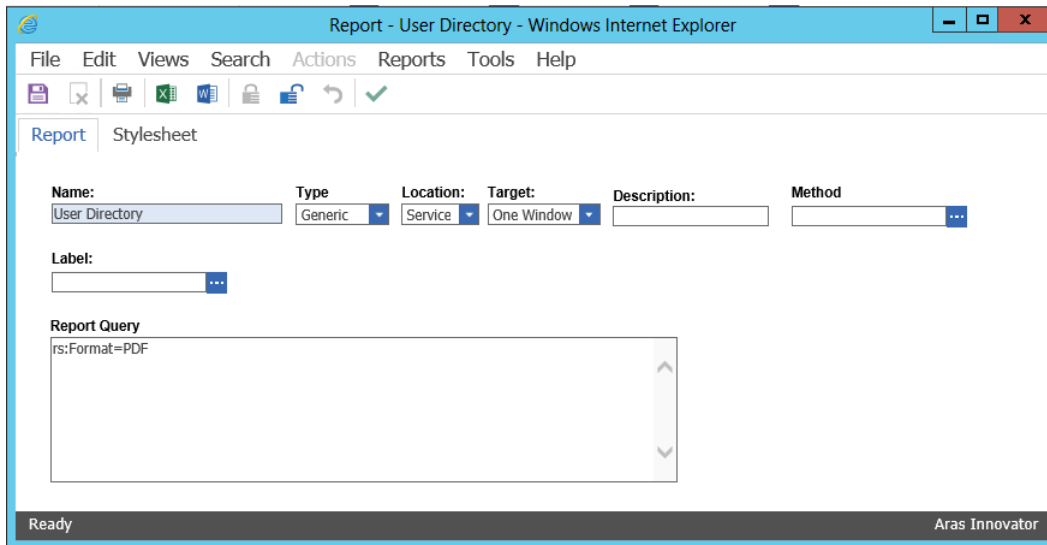 Report - User Directory - Windows Internet Explorer
File Edit Views Search Actions Reports Tools Help
Report Stylesheet
Name: Type Location: Target: Description: Method
User Directory Generic Service One Window
Label:
Report Query
rs:Format=PDF
Ready Aras Innovator